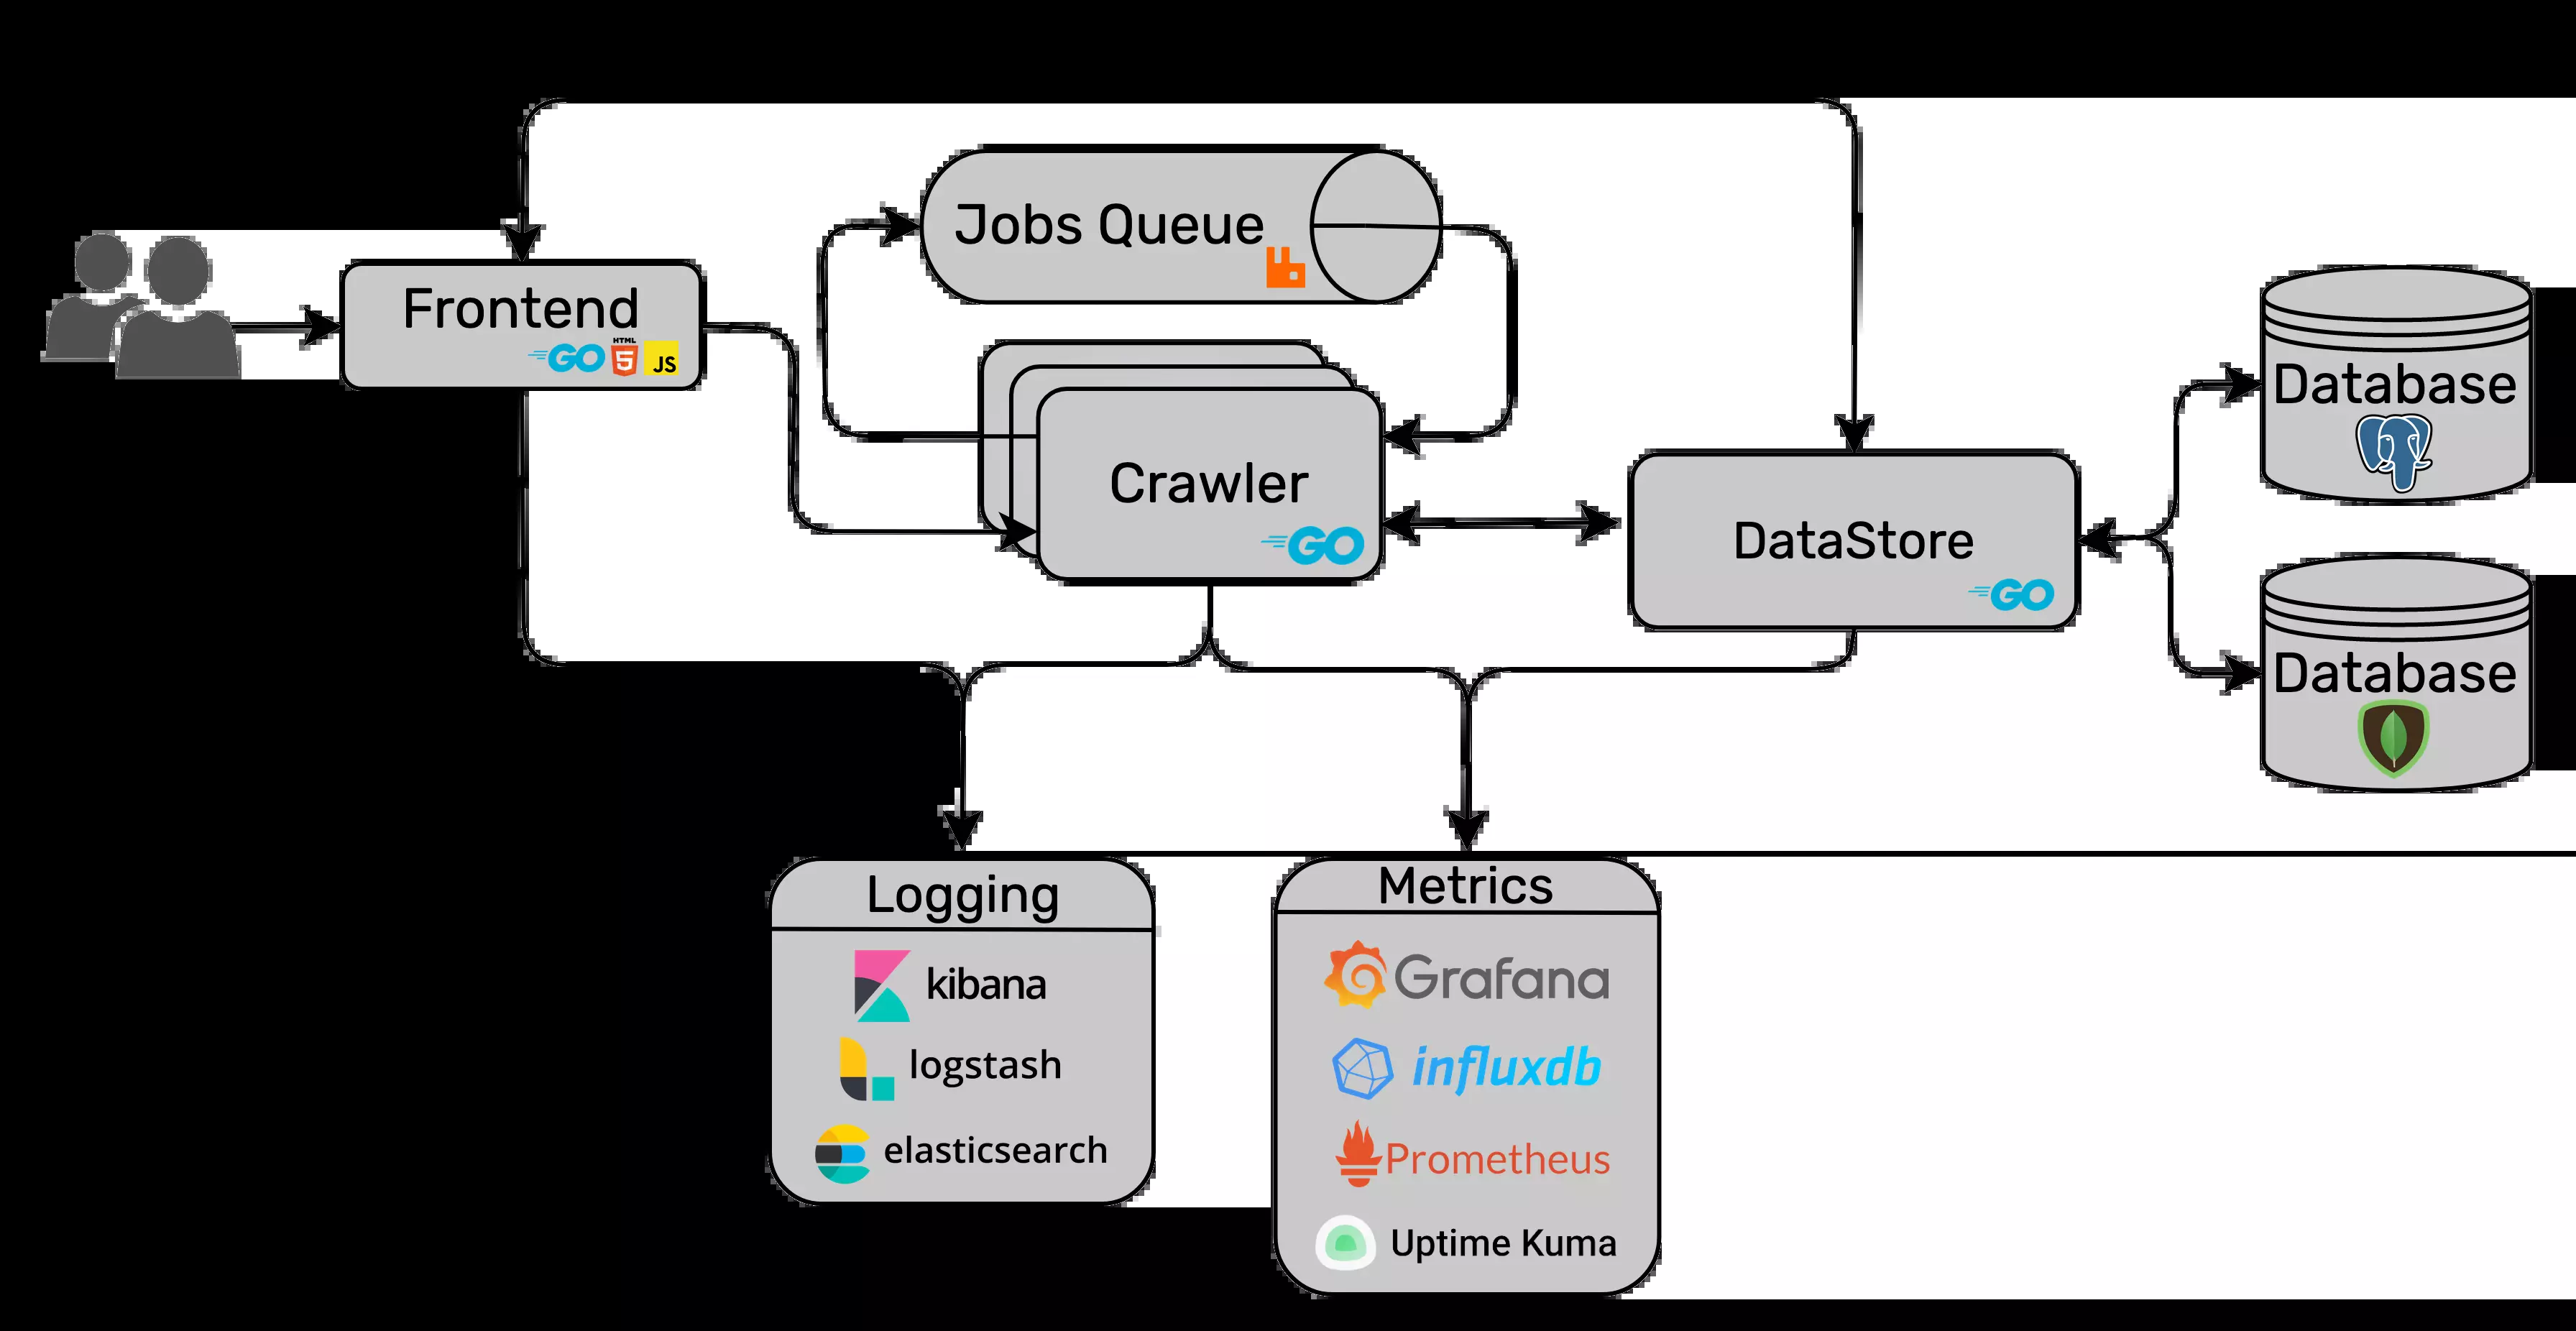 Jobs Queue
Frontend
GO
HTML
5
JS
Crawler
GO
DataStore
GO
Database
Database
Logging
kibana
logstash
elasticsearch
Metrics
Grafana
influxdb
Prometheus
Uptime Kuma